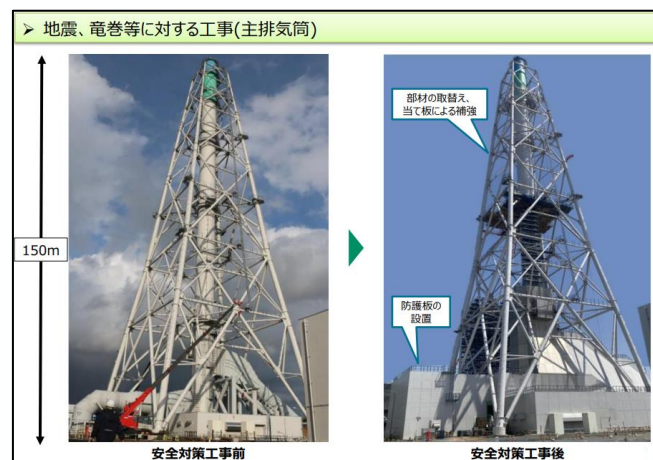 ➢ 地震、竜巻等に対する工事(主排気筒)
150m
部材の取替え、
当て板による補強
防護板の
設置
安全対策工事前
安全対策工事後